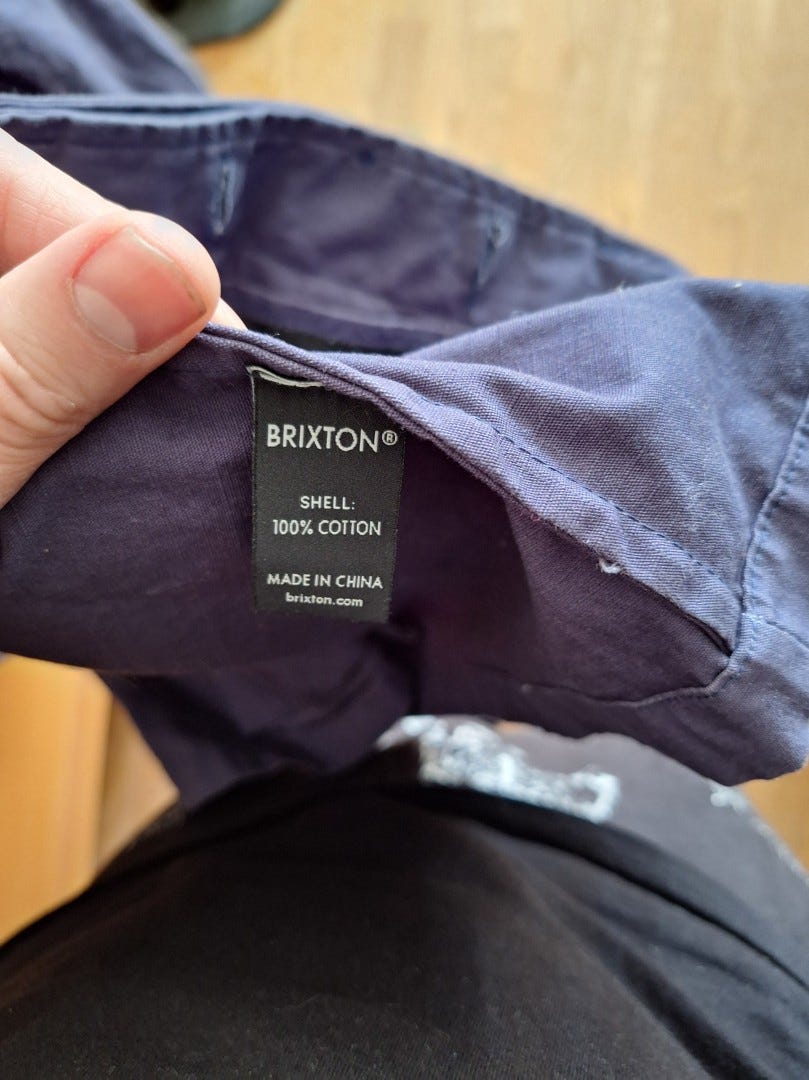 BRIXTON®
SHELL:
100% COTTON
MADE IN CHINA
brixton.com